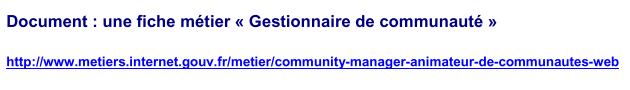 Document : une fiche métier « Gestionnaire de communauté »
http://www.metiers.internet.gouv.fr/metier/community-manager-animateur-de-communautes-web